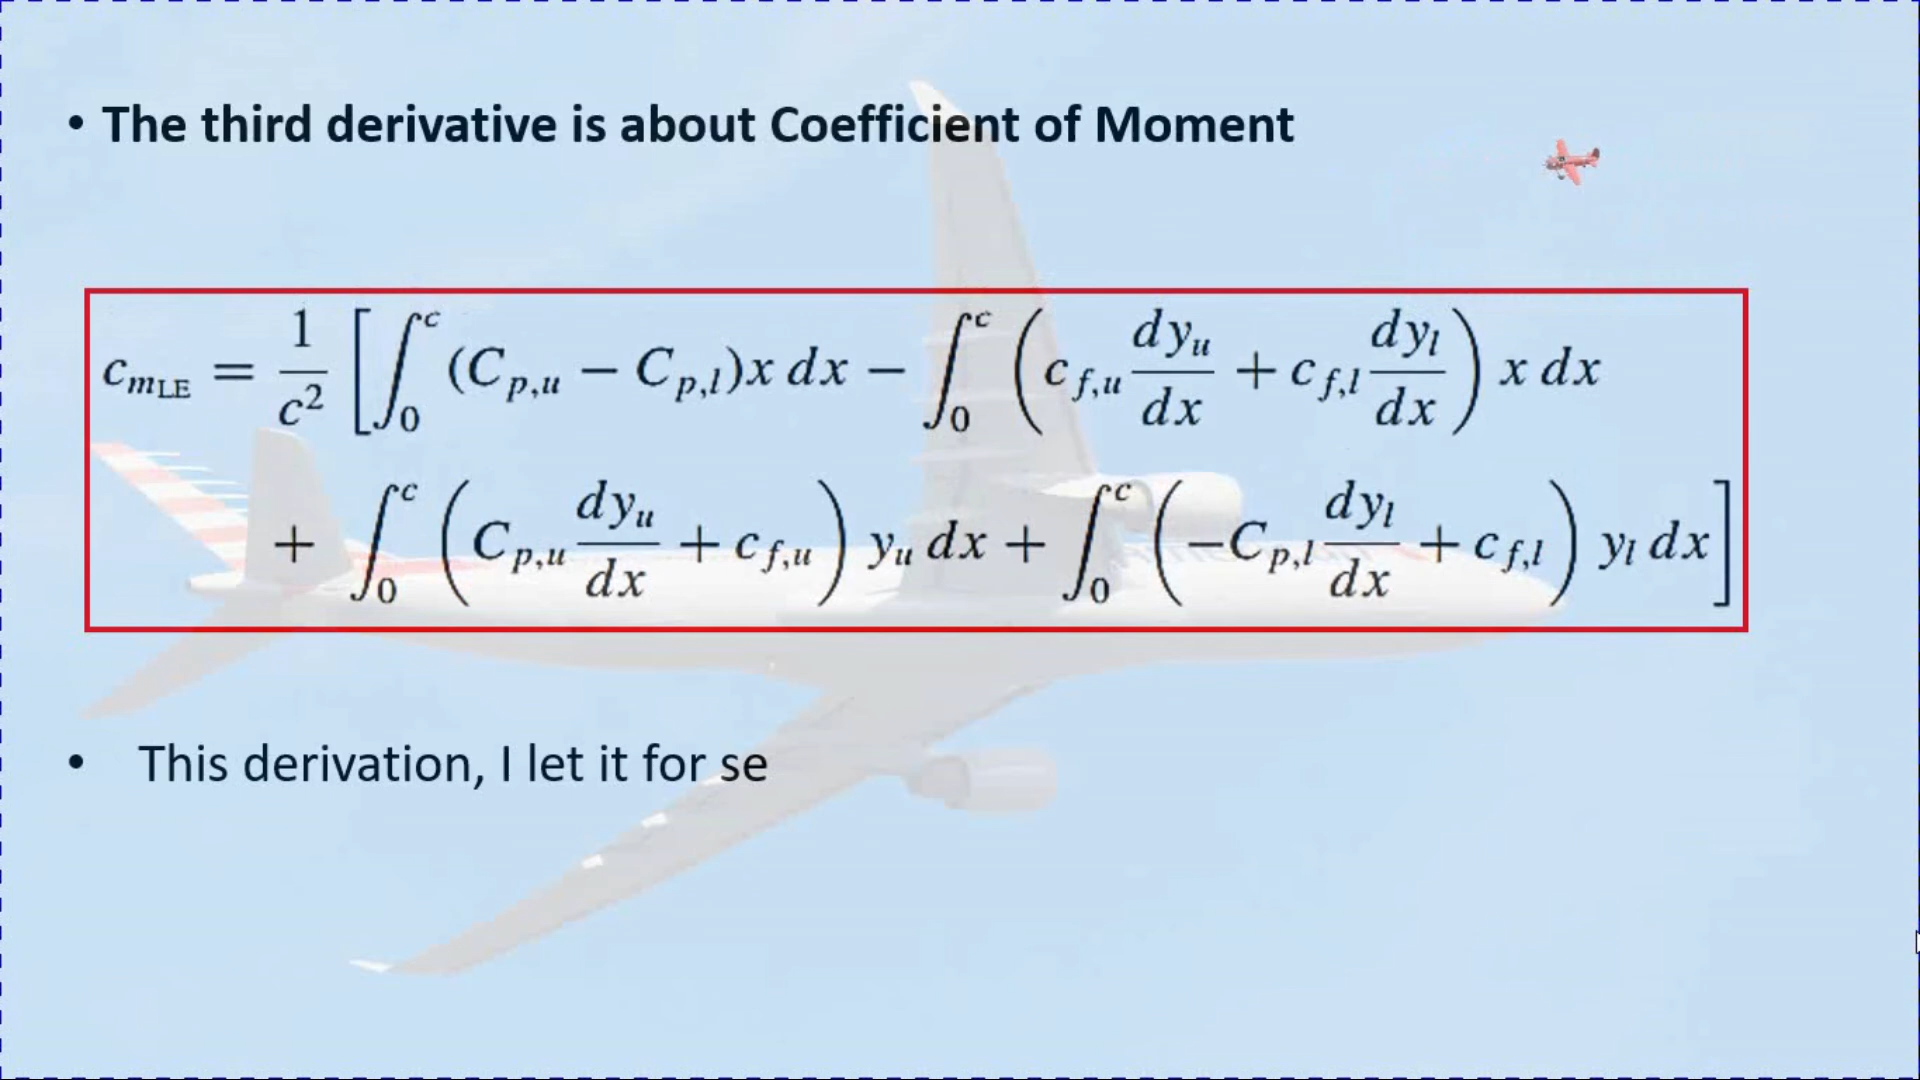 • The third derivative is about Coefficient of Moment
c_{m_{LE}} = \frac{1}{c^2} \left[ \int_0^c (C_{p,u} - C_{p,l}) x \, dx - \int_0^c \left( c_{f,u} \frac{dy_u}{dx} + c_{f,l} \frac{dy_l}{dx} \right) x \, dx
+ \int_0^c \left( C_{p,u} \frac{dy_u}{dx} + c_{f,u} \right) y_u \, dx + \int_0^c \left( -C_{p,l} \frac{dy_l}{dx} + c_{f,l} \right) y_l \, dx \right]
• This derivation, I let it for se